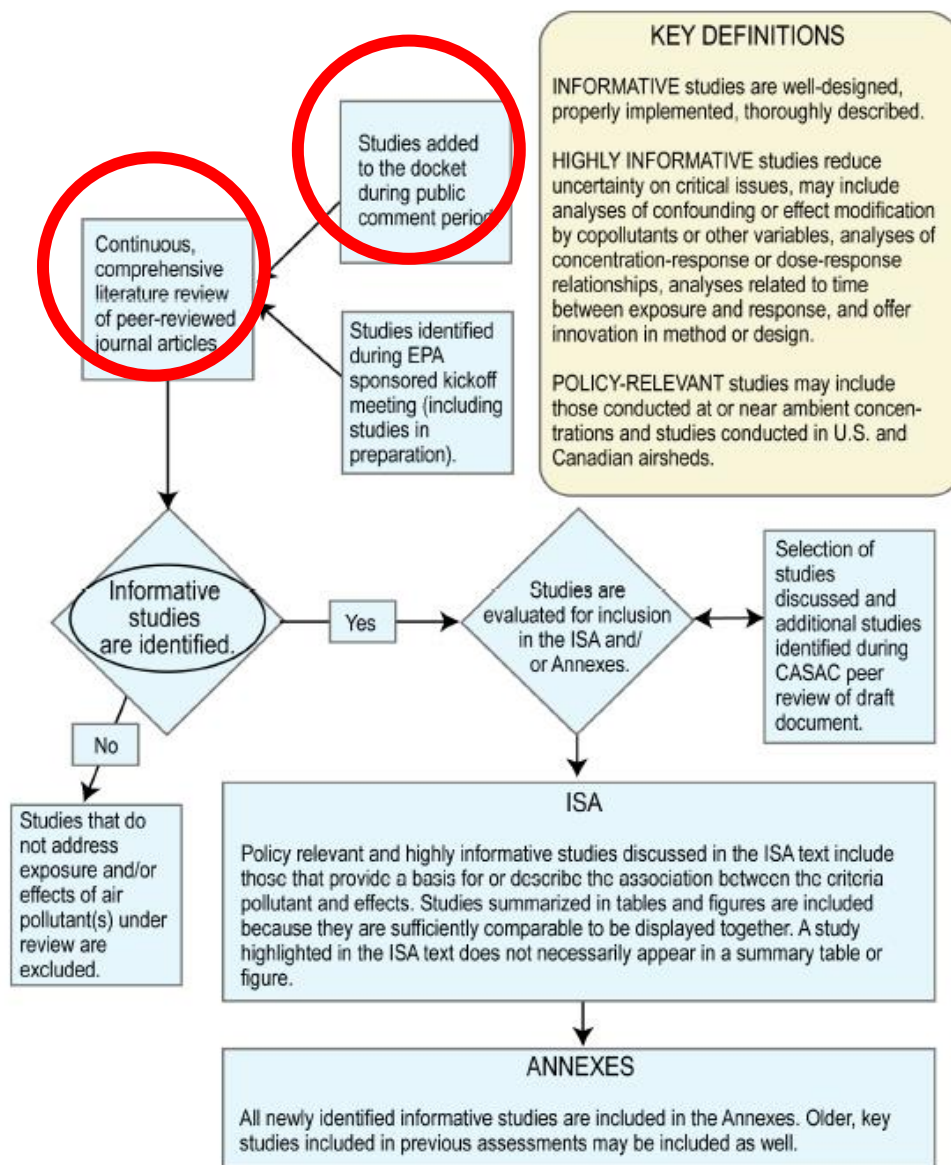 KEY DEFINITIONS
INFORMATIVE studies are well-designed,
properly implemented, thoroughly described.
HIGHLY INFORMATIVE studies reduce
uncertainty on critical issues, may include
analyses of confounding or effect modification
by copollutants or other variables, analyses of
concentration-response or dose-response
relationships, analyses related to time
between exposure and response, and offer
innovation in method or design.
POLICY-RELEVANT studies may include
those conducted at or near ambient concen-
trations and studies conducted in U.S. and
Canadian airsheds.
Studies added
to the docket
during public
comment period
Continuous,
comprehensive
literature review
of peer-reviewed
journal articles
Studies identified
during EPA
sponsored kickoff
meeting (including
studies in
preparation).
Informative
studies
are identified.
Yes
Studies are
evaluated for inclusion
in the ISA and/
or Annexes.
Selection of
studies
discussed and
additional studies
identified during
CASAC peer
review of draft
document.
No
Studies that do
not address
exposure and/or
effects of air
pollutant(s) under
review are
excluded.
ISA
Policy relevant and highly informative studies discussed in the ISA text include
those that provide a basis for or describe the association between the criteria
pollutant and effects. Studies summarized in tables and figures are included
because they are sufficiently comparable to be displayed together. A study
highlighted in the ISA text does not necessarily appear in a summary table or
figure.
ANNEXES
All newly identified informative studies are included in the Annexes. Older, key
studies included in previous assessments may be included as well.